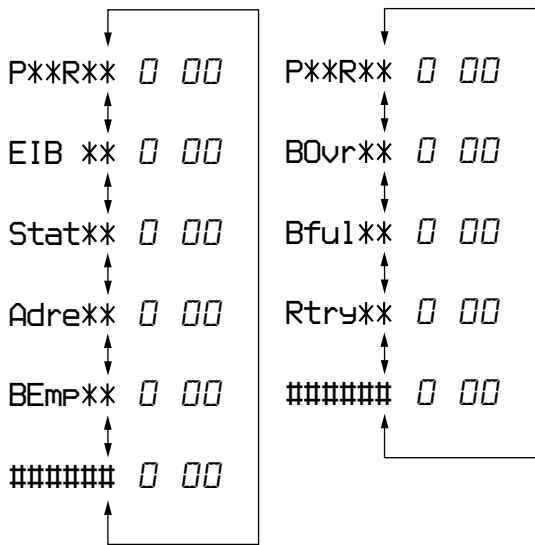 P**R** 0 00
EIB ** 0 00
Stat** 0 00
Adre** 0 00
BEmp** 0 00
###### 0 00
P**R** 0 00
BOvr** 0 00
Bful** 0 00
Rtry** 0 00
###### 0 00